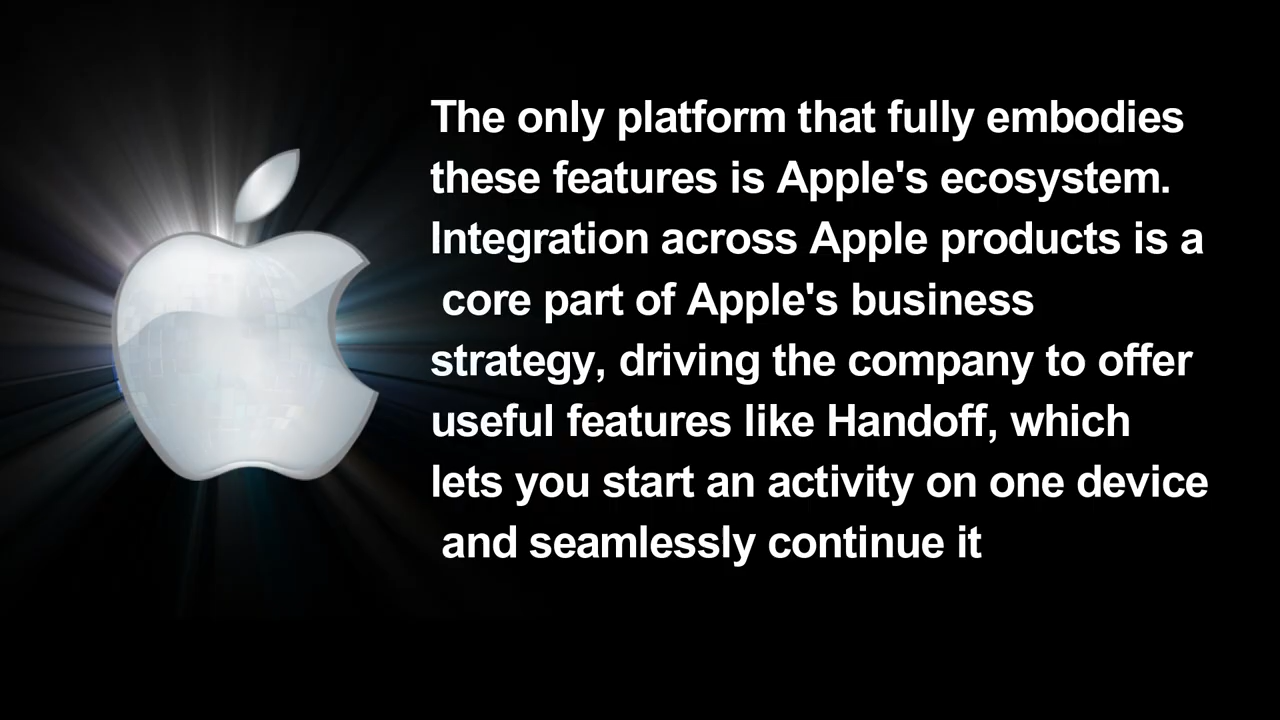 The only platform that fully embodies
these features is Apple's ecosystem.
Integration across Apple products is a
core part of Apple's business
strategy, driving the company to offer
useful features like Handoff, which
lets you start an activity on one device
and seamlessly continue it